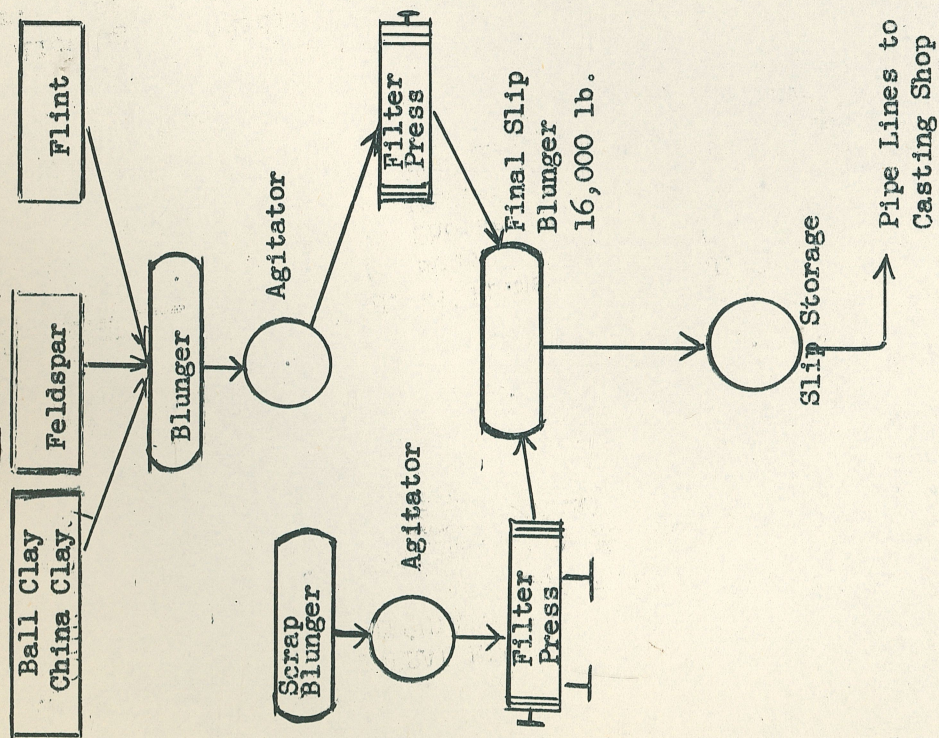 Ball Clay
China Clay
Feldspar
Flint
Blunger
Agitator
Filter
Press
Scrap
Blunger
Agitator
Filter
Press
Final Slip
Blunger
16,000 lb.
Slip Storage
Pipe Lines to
Casting Shop